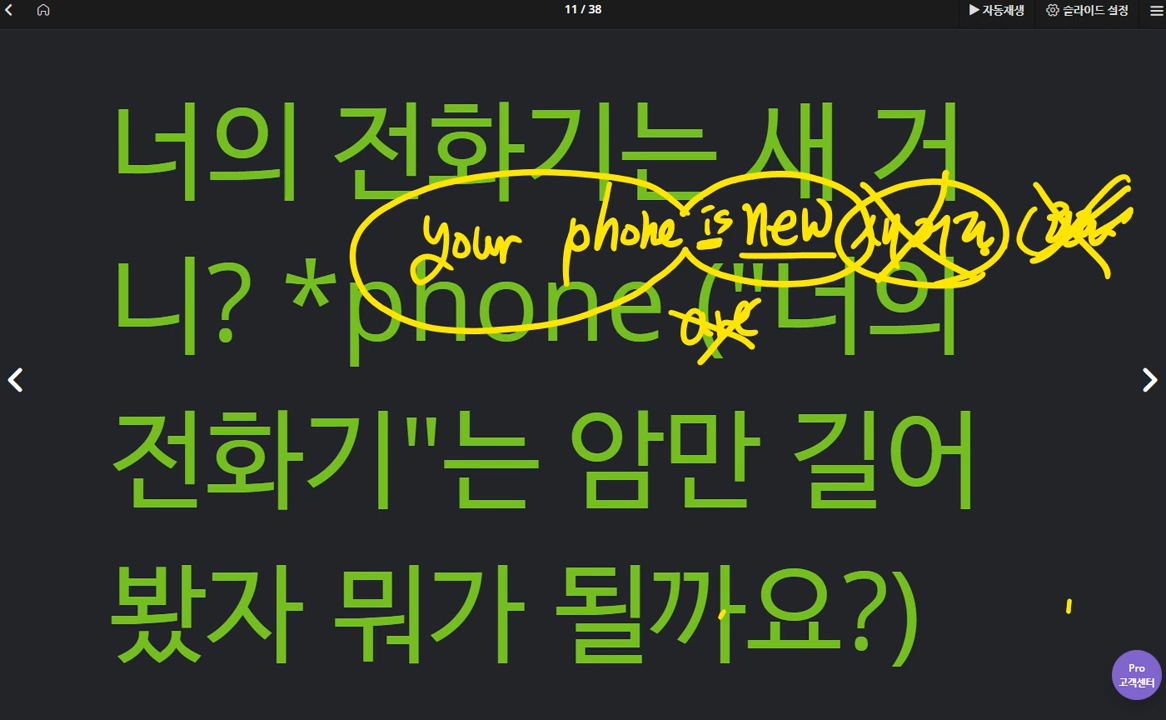 11 / 38
자동재생
슬라이드 설정
너의 전화기는 새 거
your phone is new
니? *phone ("너의
are
전화기"는 암만 길어
봤자 뭐가 될까요?)
Pro
고객센터